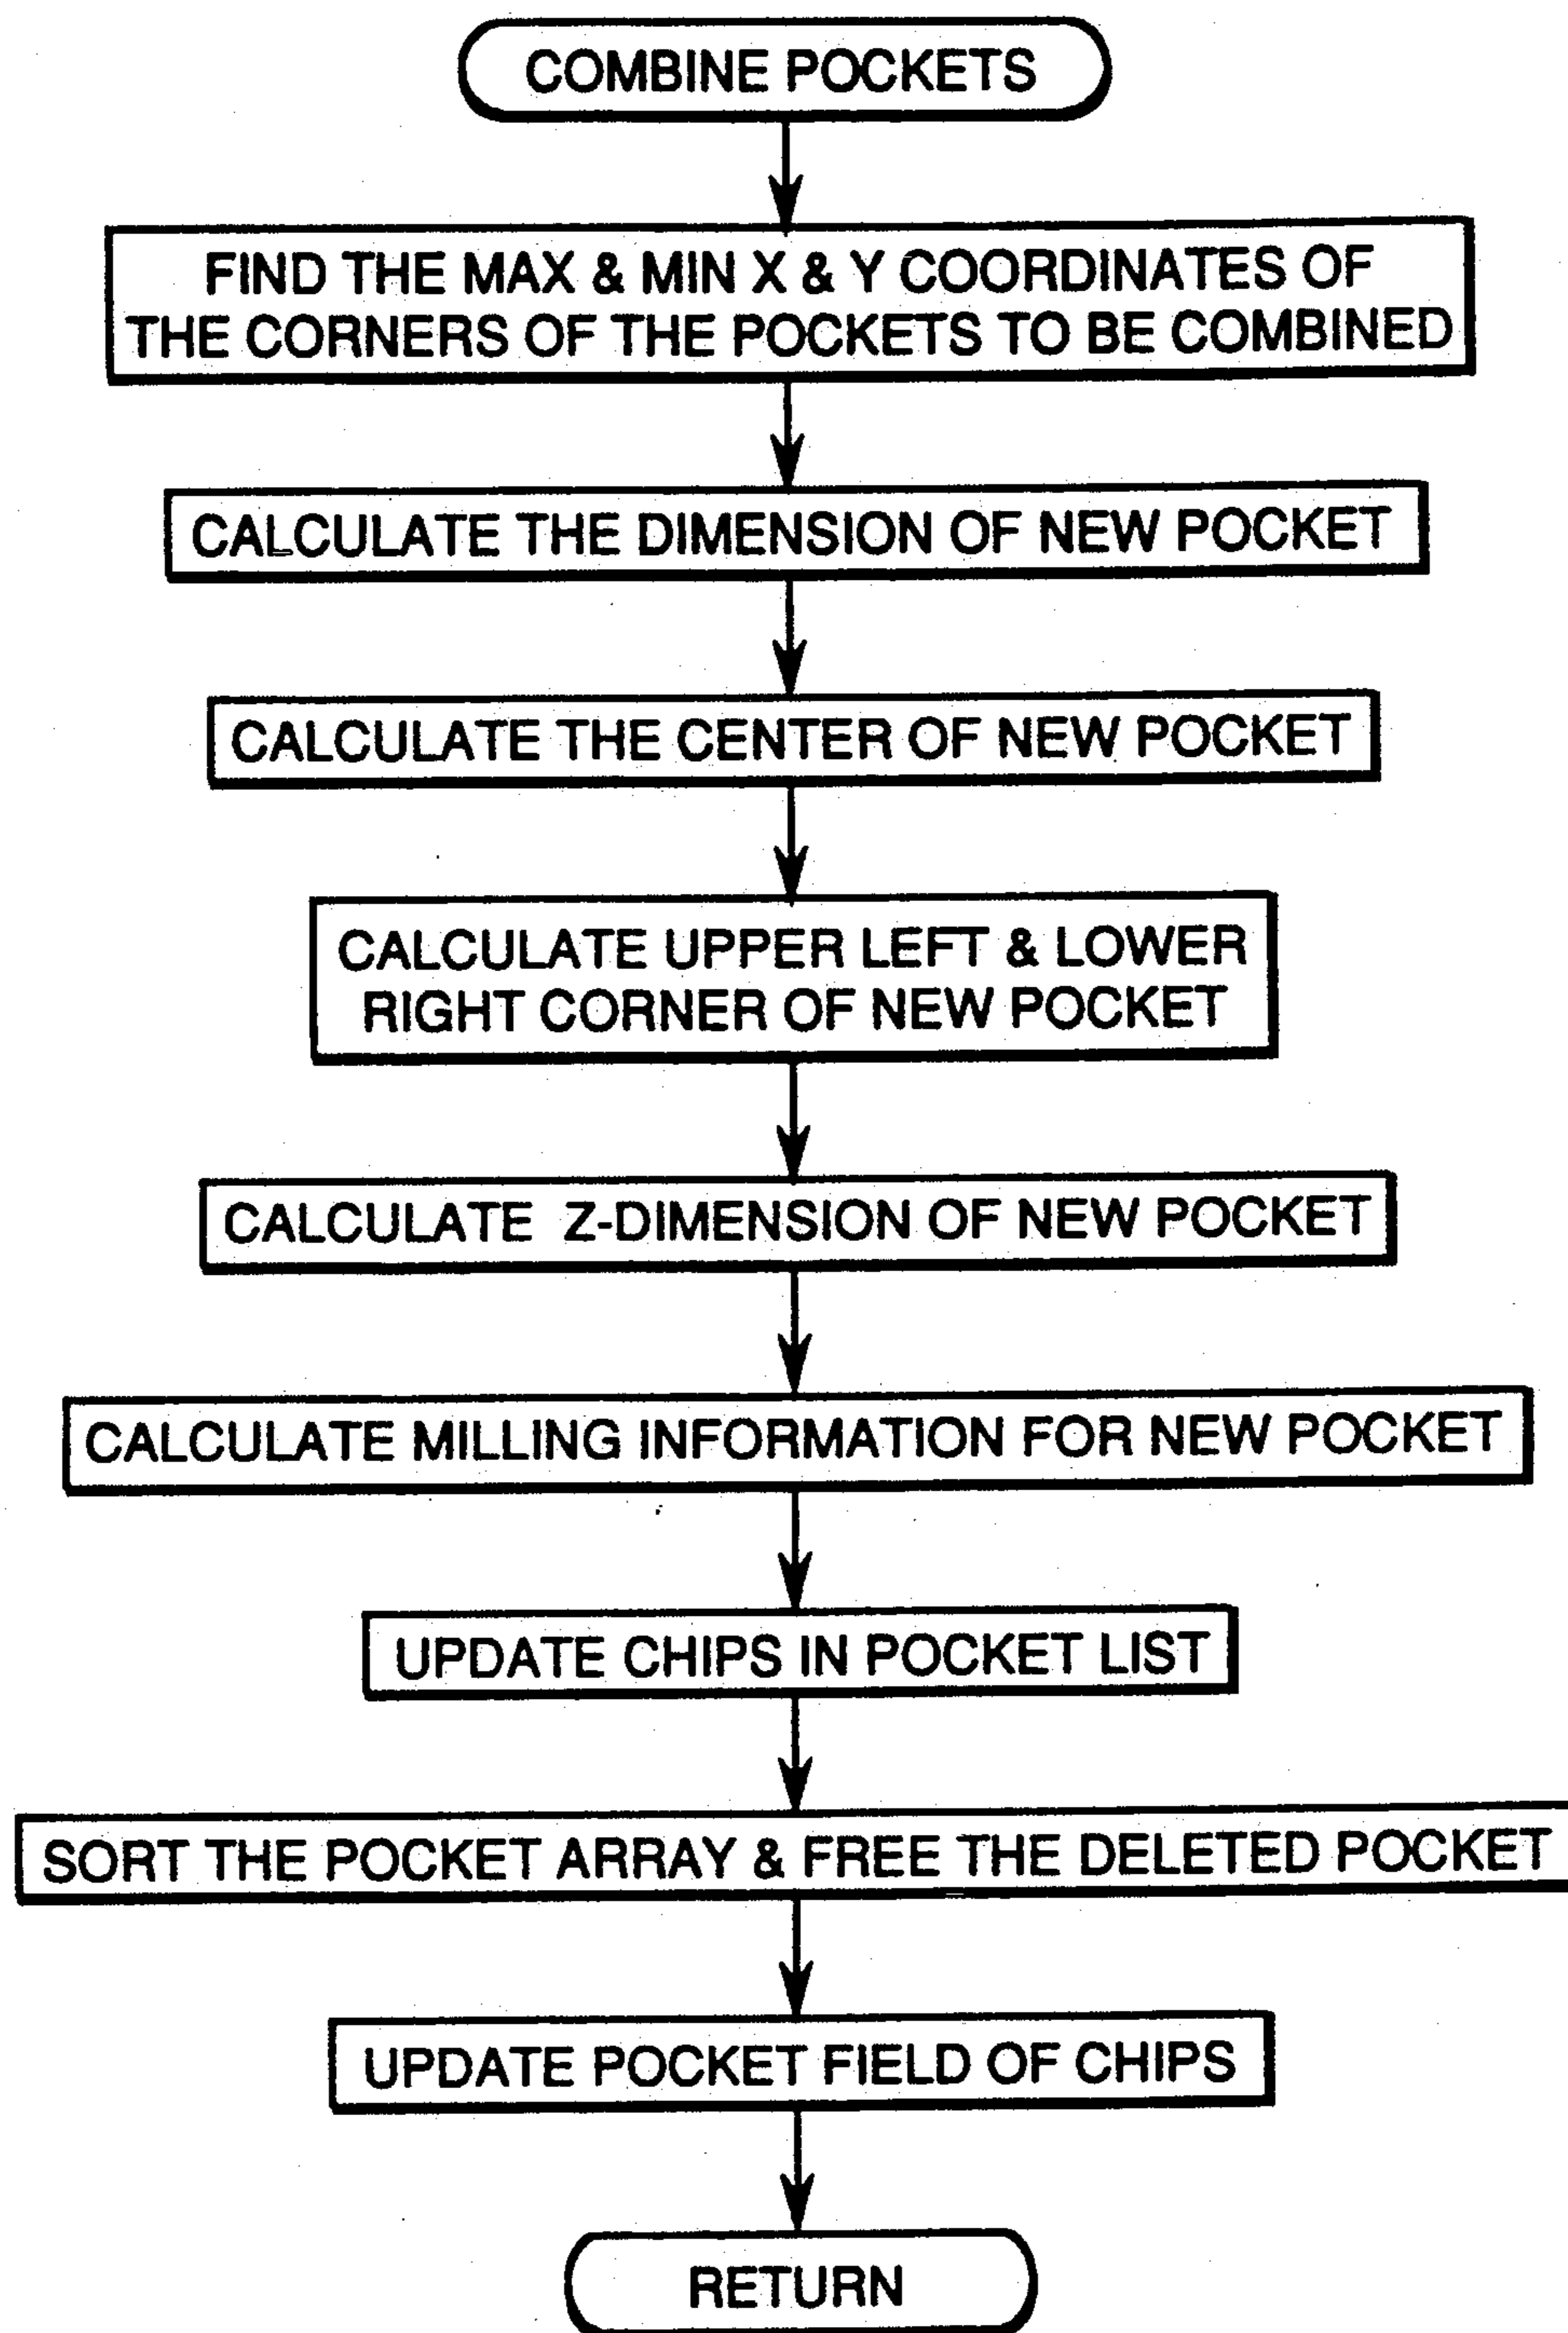 COMBINE POCKETS
FIND THE MAX & MIN X & Y COORDINATES OF
THE CORNERS OF THE POCKETS TO BE COMBINED
CALCULATE THE DIMENSION OF NEW POCKET
CALCULATE THE CENTER OF NEW POCKET
CALCULATE UPPER LEFT & LOWER
RIGHT CORNER OF NEW POCKET
CALCULATE Z-DIMENSION OF NEW POCKET
CALCULATE MILLING INFORMATION FOR NEW POCKET
UPDATE CHIPS IN POCKET LIST
SORT THE POCKET ARRAY & FREE THE DELETED POCKET
UPDATE POCKET FIELD OF CHIPS
RETURN